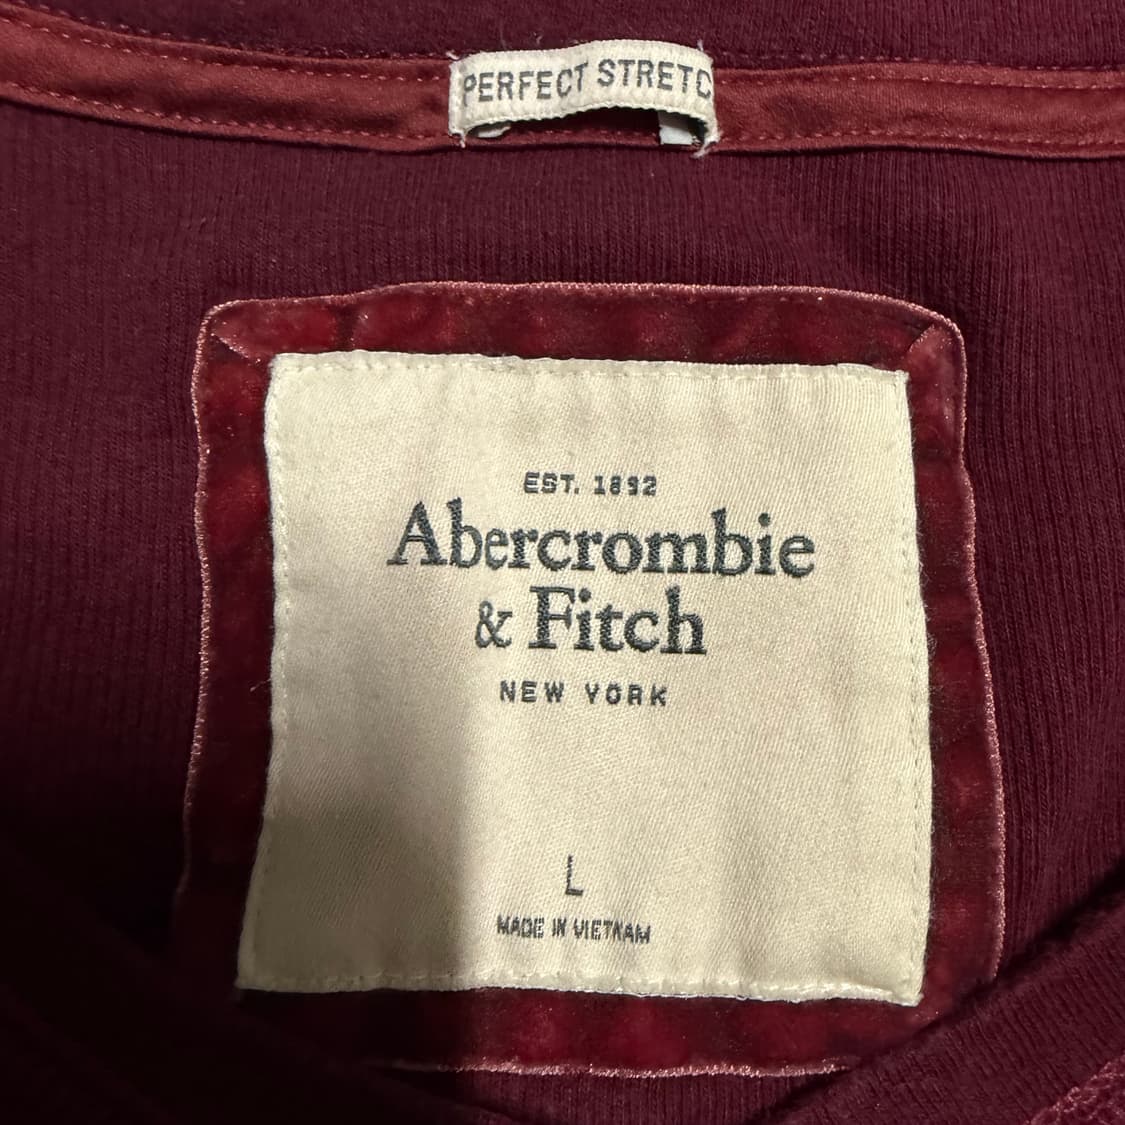 PERFECT STRETC
EST. 1892
Abercrombie
& Fitch
NEW YORK
L
MADE IN VIETNAM